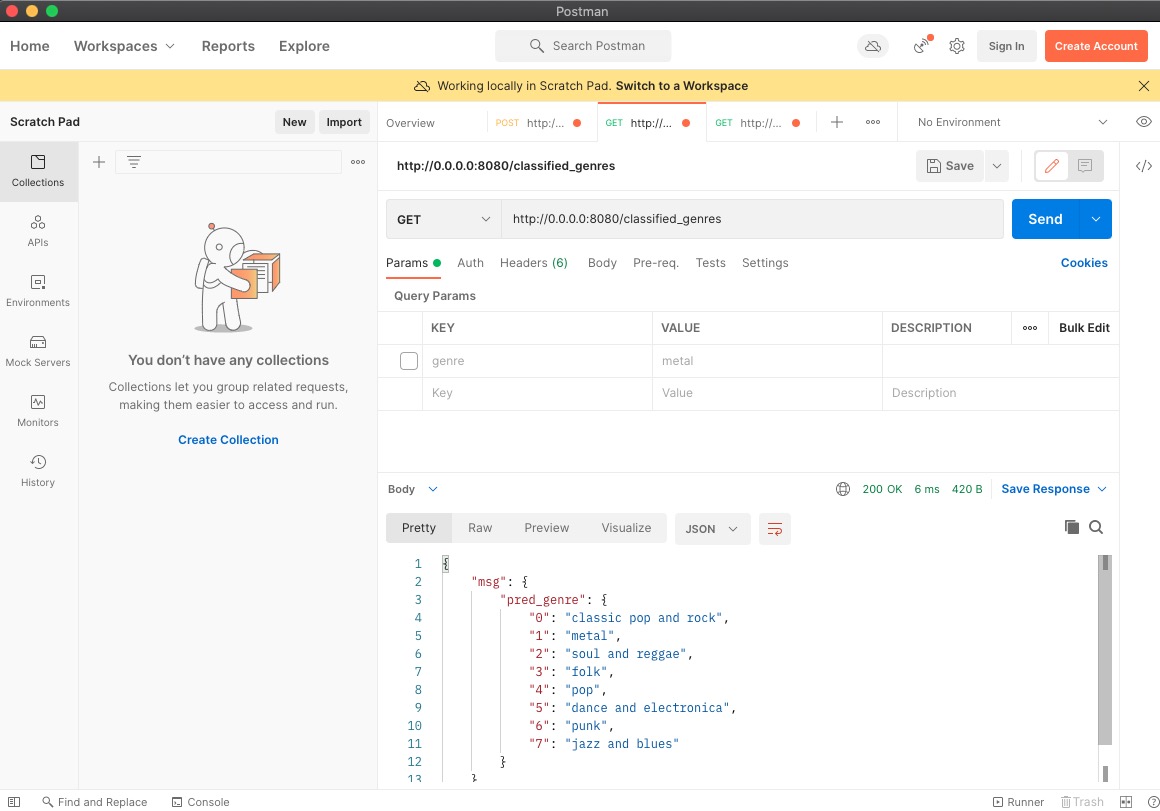 Postman
Home Workspaces Reports Explore Search Postman Sign In Create Account
Working locally in Scratch Pad. Switch to a Workspace
Scratch Pad New Import Overview POST http:/... GET http://... GET http://... No Environment
http://0.0.0.0:8080/classified_genres Save
Collections
GET http://0.0.0.0:8080/classified_genres Send
APIs
Params Auth Headers (6) Body Pre-req. Tests Settings Cookies
Environments
Query Params
KEY VALUE DESCRIPTION Bulk Edit
Mock Servers
You don't have any collections
genre metal
Collections let you group related requests,
making them easier to access and run.
Key Value Description
Monitors
Create Collection
History
Body 200 OK 6 ms 420 B Save Response
Pretty Raw Preview Visualize JSON
1 {
2 "msg": {
3 "pred_genre": {
4 "0": "classic pop and rock",
5 "1": "metal",
6 "2": "soul and reggae",
7 "3": "folk",
8 "4": "pop",
9 "5": "dance and electronica",
10 "6": "punk",
11 "7": "jazz and blues"
12 }
13 }
Find and Replace Console Runner Trash